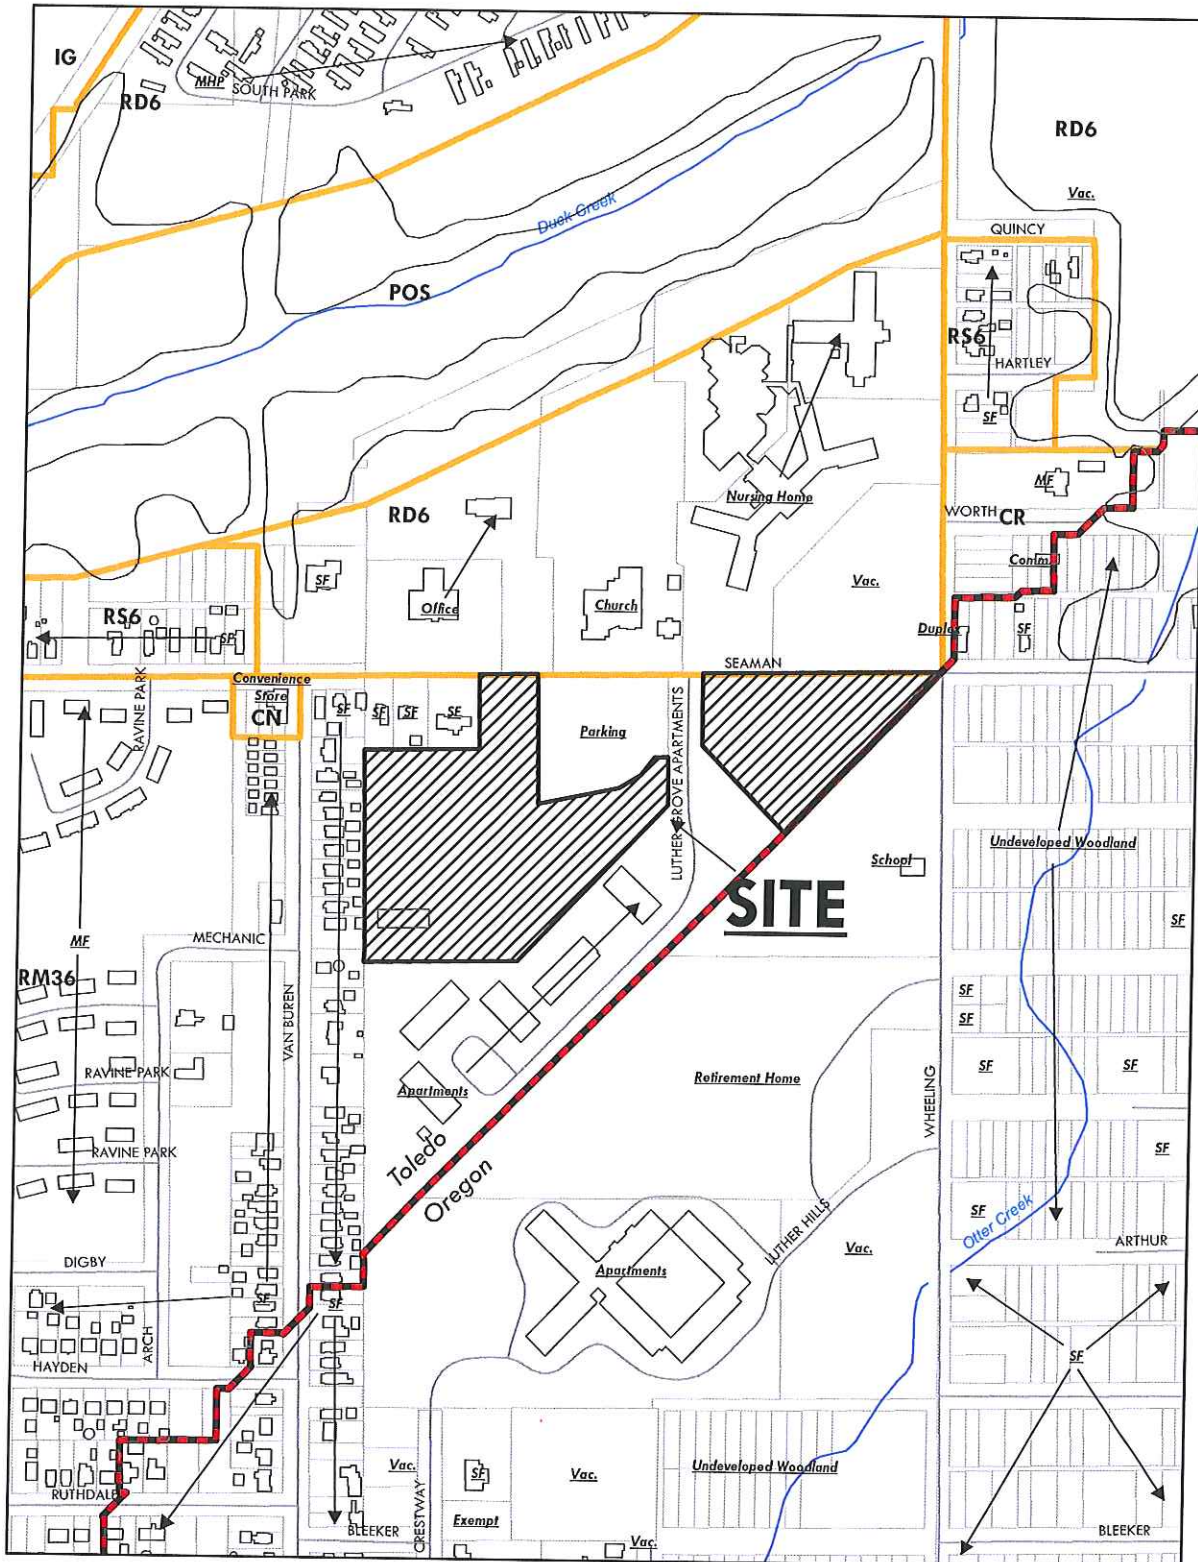 IG
MHP
SOUTH PARK
RD6
RD6
Vac.
QUINCY
Duck Creek
POS
RS6
HARTLEY
SF
MF
Nursing Home
WORTH
CR
RD6
Comm.
Vac.
SF
Office
Church
RS6
SF
Duplex
SF
SEAMAN
Convenience
Store
CN
RAVINE PARK
SF
SF
SF
SF
Parking
LUTHER GROVE APARTMENTS
Undeveloped Woodland
School
SITE
SF
MECHANIC
MF
RM36
VAN BUREN
SF
SF
SF
SF
RAVINE PARK
Retirement Home
Apartments
WHEELING
Toledo
Oregon
RAVINE PARK
SF
SF
Otter Creek
LUTHER HILLS
Vac.
ARTHUR
DIGBY
Apartments
SF
SF
ARCH
HAYDEN
SF
Vac.
SF
Vac.
Undeveloped Woodland
RUTHDALE
CRESTWAY
Exempt
BLEEKER
Vac.
BLEEKER